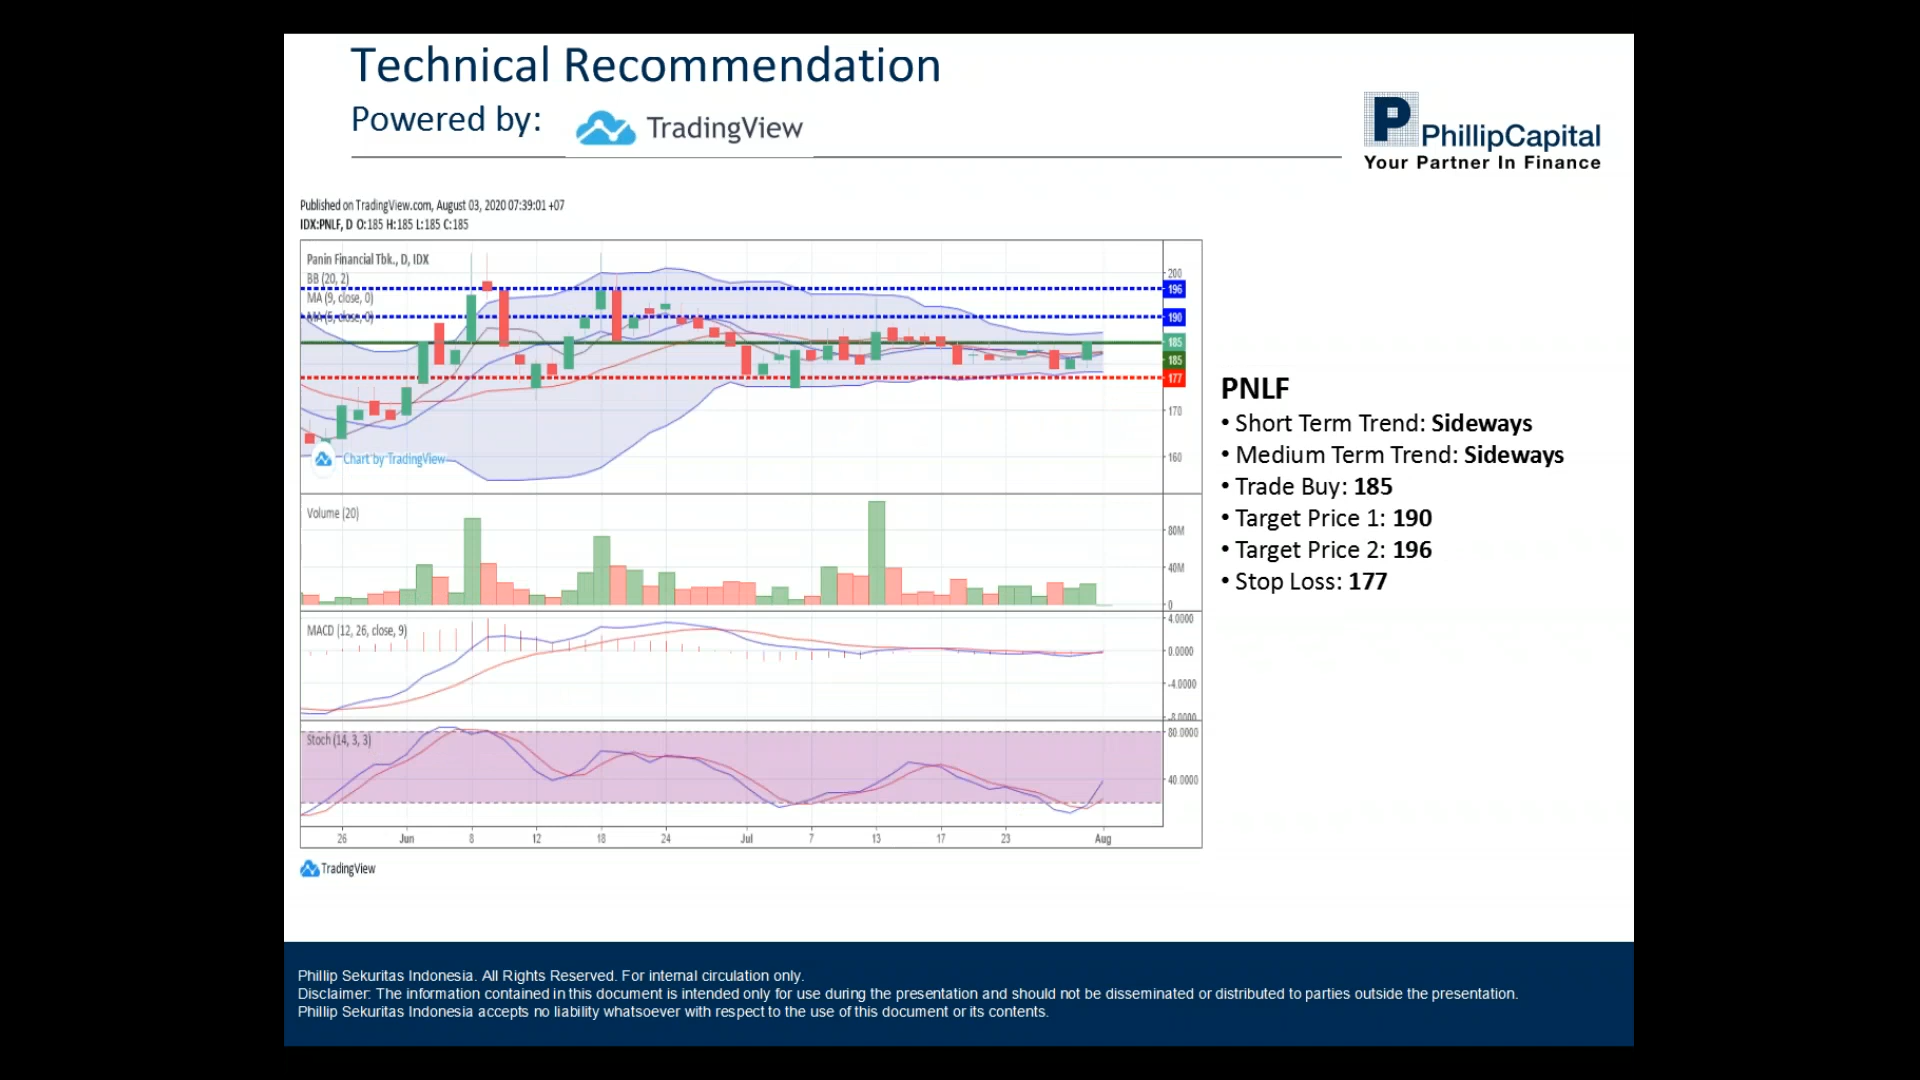 Technical Recommendation
Powered by:
TradingView
P
PhillipCapital
Your Partner In Finance
Published on TradingView.com, August 03, 2020 07:39:01 +07
IDX:PNLF, D O:185 H:185 L:185 C:185
Panin Financial Tbk., D, IDX
BB (20, 2)
MA (9, close, 0)
MA (5, close, 0)
200
196
190
185
185
177
170
160
Chart by TradingView
Volume (20)
80M
40M
0
MACD (12, 26, close, 9)
4.0000
0.0000
-4.0000
-8.0000
Stoch (14, 3, 3)
80.0000
40.0000
26 Jun 8 12 18 24 Jul 7 13 17 23 Aug
TradingView
PNLF
• Short Term Trend: Sideways
• Medium Term Trend: Sideways
• Trade Buy: 185
• Target Price 1: 190
• Target Price 2: 196
• Stop Loss: 177
Phillip Sekuritas Indonesia. All Rights Reserved. For internal circulation only.
Disclaimer: The information contained in this document is intended only for use during the presentation and should not be disseminated or distributed to parties outside the presentation.
Phillip Sekuritas Indonesia accepts no liability whatsoever with respect to the use of this document or its contents.